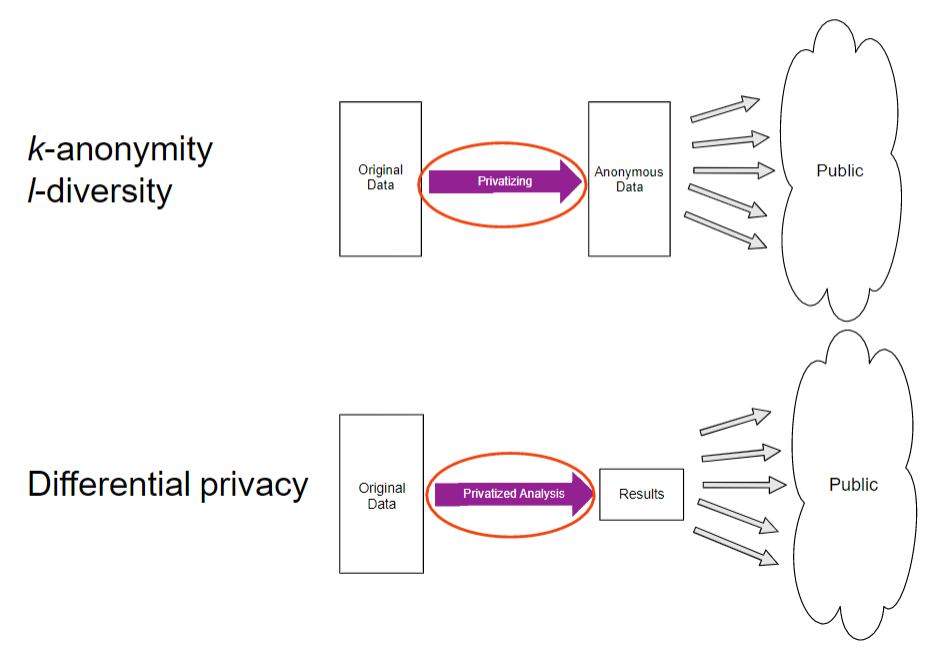 k-anonymity
l-diversity
Original
Data
Privatizing
Anonymous
Data
Public
Differential privacy
Original
Data
Privatized Analysis
Results
Public